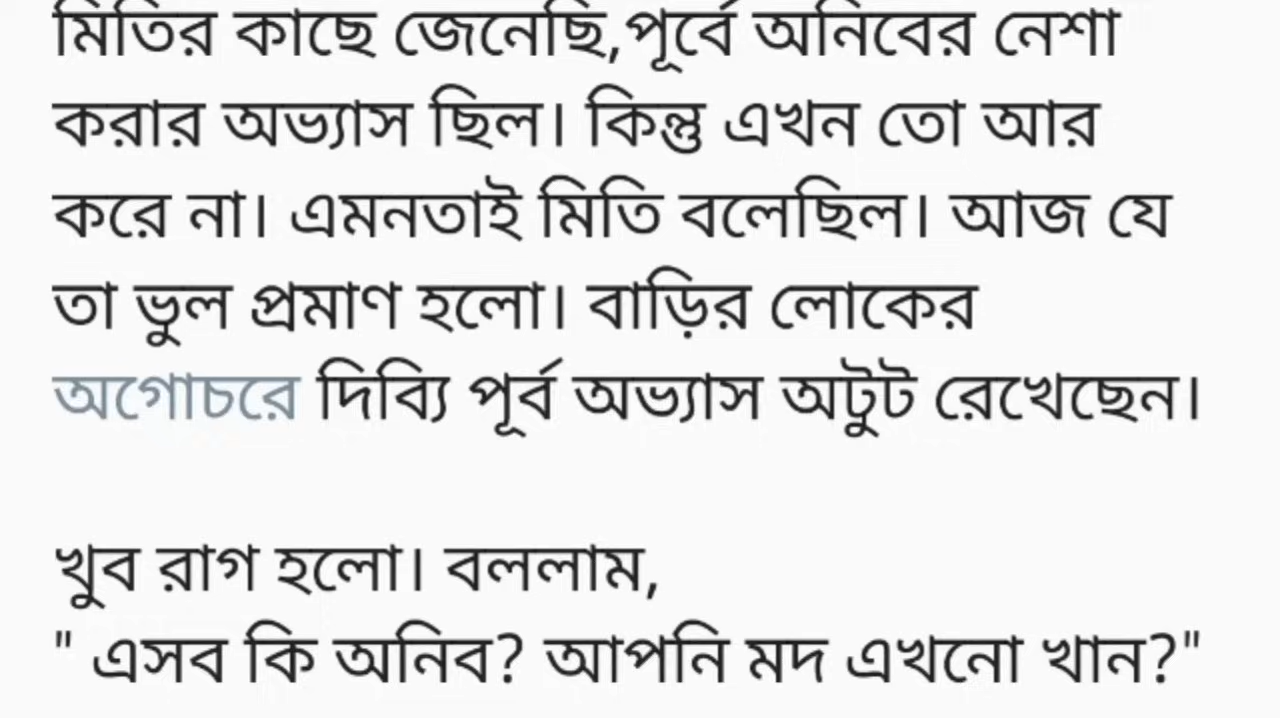 মিতির কাছে জেনেছি,পূর্বে অনিবের নেশা
করার অভ্যাস ছিল। কিন্তু এখন তো আর
করে না। এমনতাই মিতি বলেছিল। আজ যে
তা ভুল প্রমাণ হলো। বাড়ির লোকের
অগোচরে দিব্যি পূর্ব অভ্যাস অটুট রেখেছেন।
খুব রাগ হলো। বললাম,
" এসব কি অনিব? আপনি মদ এখনো খান?"